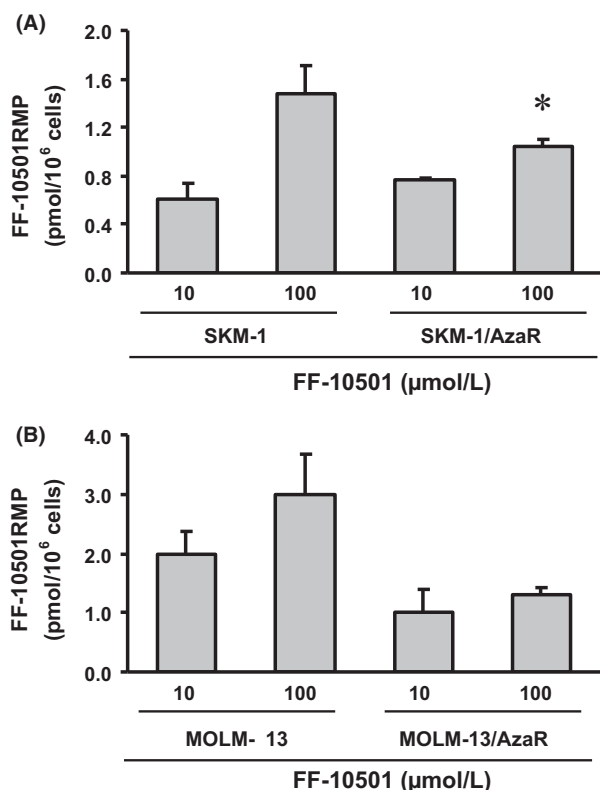 (A)
FF-10501RMP
(pmol/10⁶ cells)
2.0
1.6
1.2
0.8
0.4
0.0
*
10 100 10 100
SKM-1 SKM-1/AzaR
FF-10501 (µmol/L)
(B)
FF-10501RMP
(pmol/10⁶ cells)
4.0
3.0
2.0
1.0
0.0
10 100 10 100
MOLM- 13 MOLM-13/AzaR
FF-10501 (µmol/L)